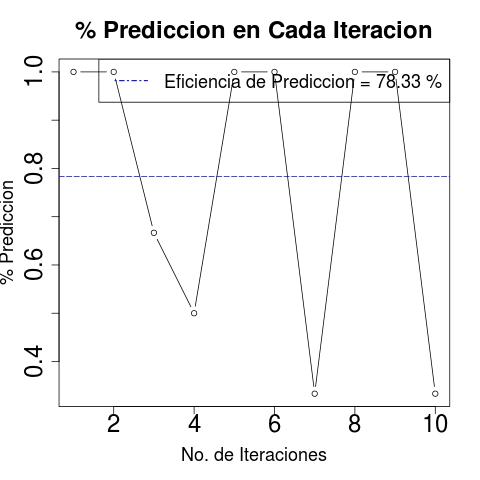 % Prediccion en Cada Iteracion
Eficiencia de Prediccion = 78.33 %
% Prediccion
1.0
0.8
0.6
0.4
2 4 6 8 10
No. de Iteraciones